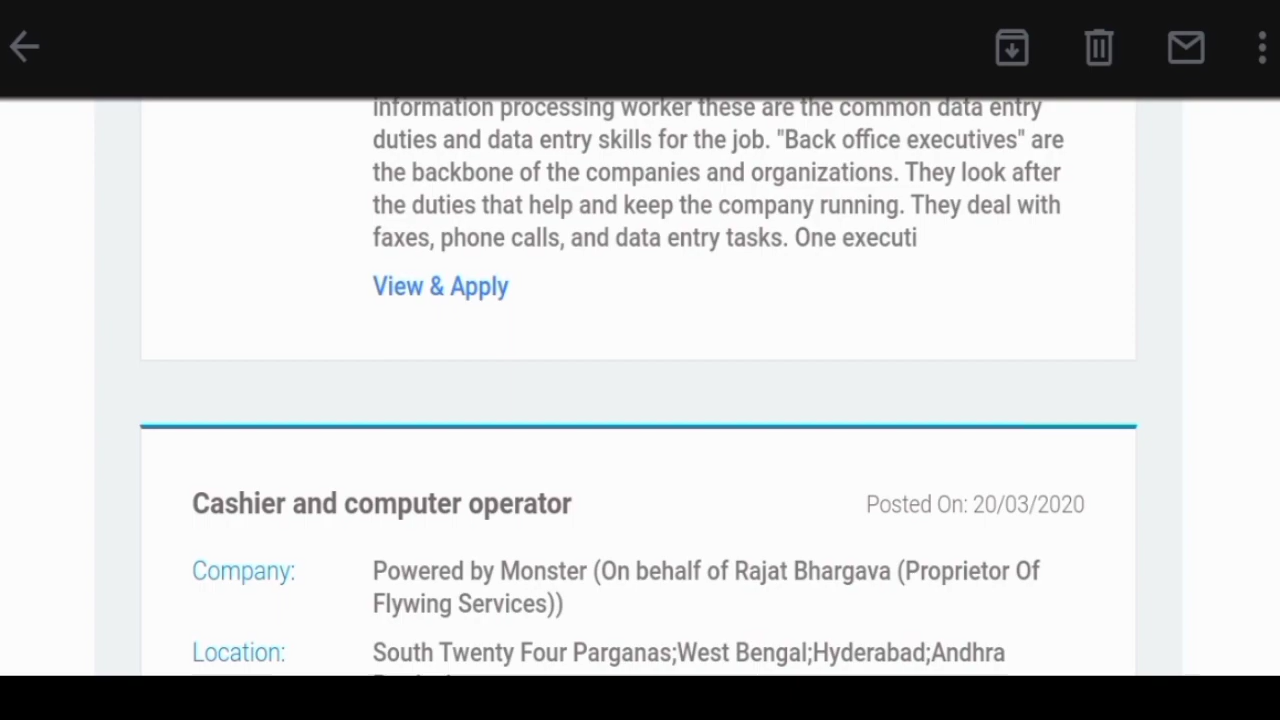 information processing worker these are the common data entry
duties and data entry skills for the job. "Back office executives" are
the backbone of the companies and organizations. They look after
the duties that help and keep the company running. They deal with
faxes, phone calls, and data entry tasks. One executi
View & Apply
Cashier and computer operator
Posted On: 20/03/2020
Company:
Powered by Monster (On behalf of Rajat Bhargava (Proprietor Of
Flywing Services))
Location:
South Twenty Four Parganas;West Bengal;Hyderabad;Andhra